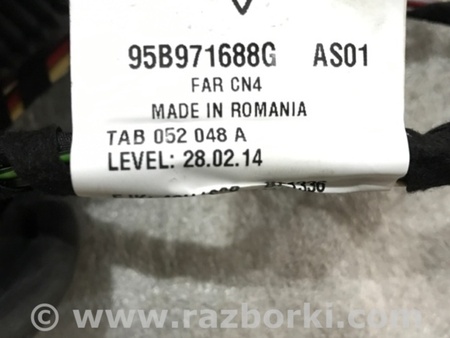 95B971688G AS01
FAR CN4
MADE IN ROMANIA
TAB 052 048 A
LEVEL: 28.02.14
© www.razborki.com